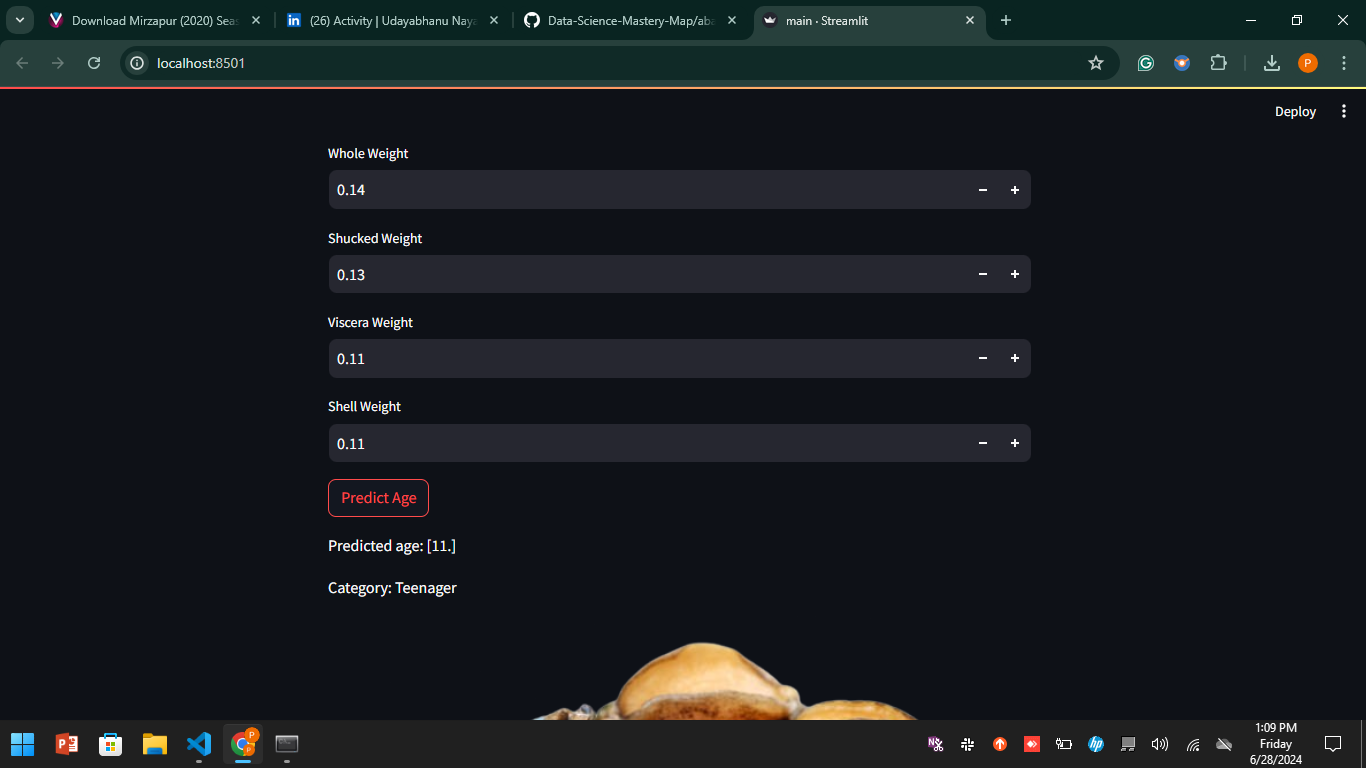 Download Mirzapur (2020) Seas
(26) Activity | Udayabhanu Naya
Data-Science-Mastery-Map/aba
main · Streamlit
localhost:8501
P
Deploy
Whole Weight
0.14
Shucked Weight
0.13
Viscera Weight
0.11
Shell Weight
0.11
Predict Age
Predicted age: [11.]
Category: Teenager
1:09 PM
Friday
6/28/2024